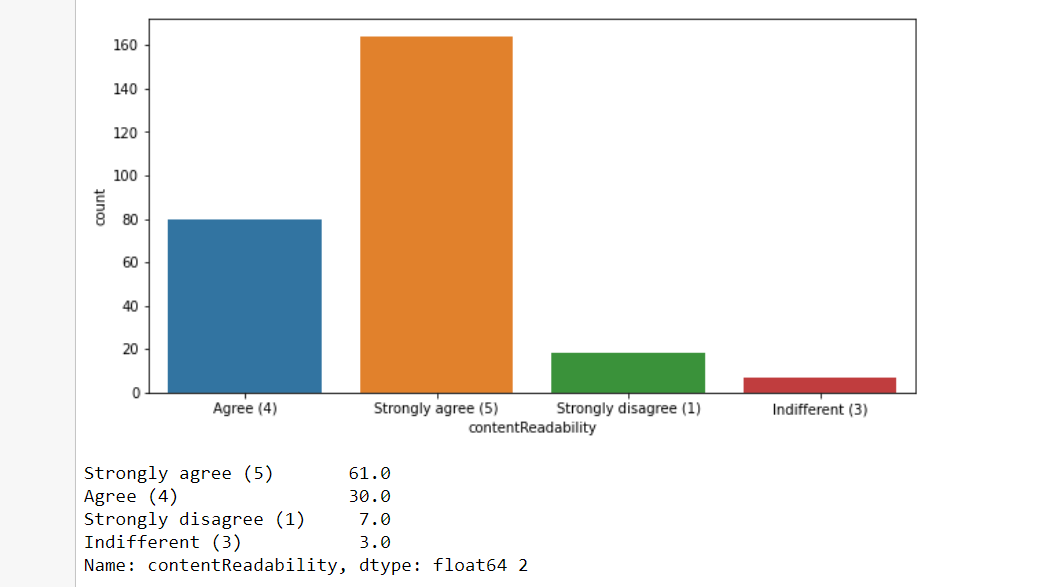 160
140
120
100
80
60
40
20
0
count
Agree (4) Strongly agree (5) Strongly disagree (1) Indifferent (3)
contentReadability
Strongly agree (5) 61.0
Agree (4) 30.0
Strongly disagree (1) 7.0
Indifferent (3) 3.0
Name: contentReadability, dtype: float64 2